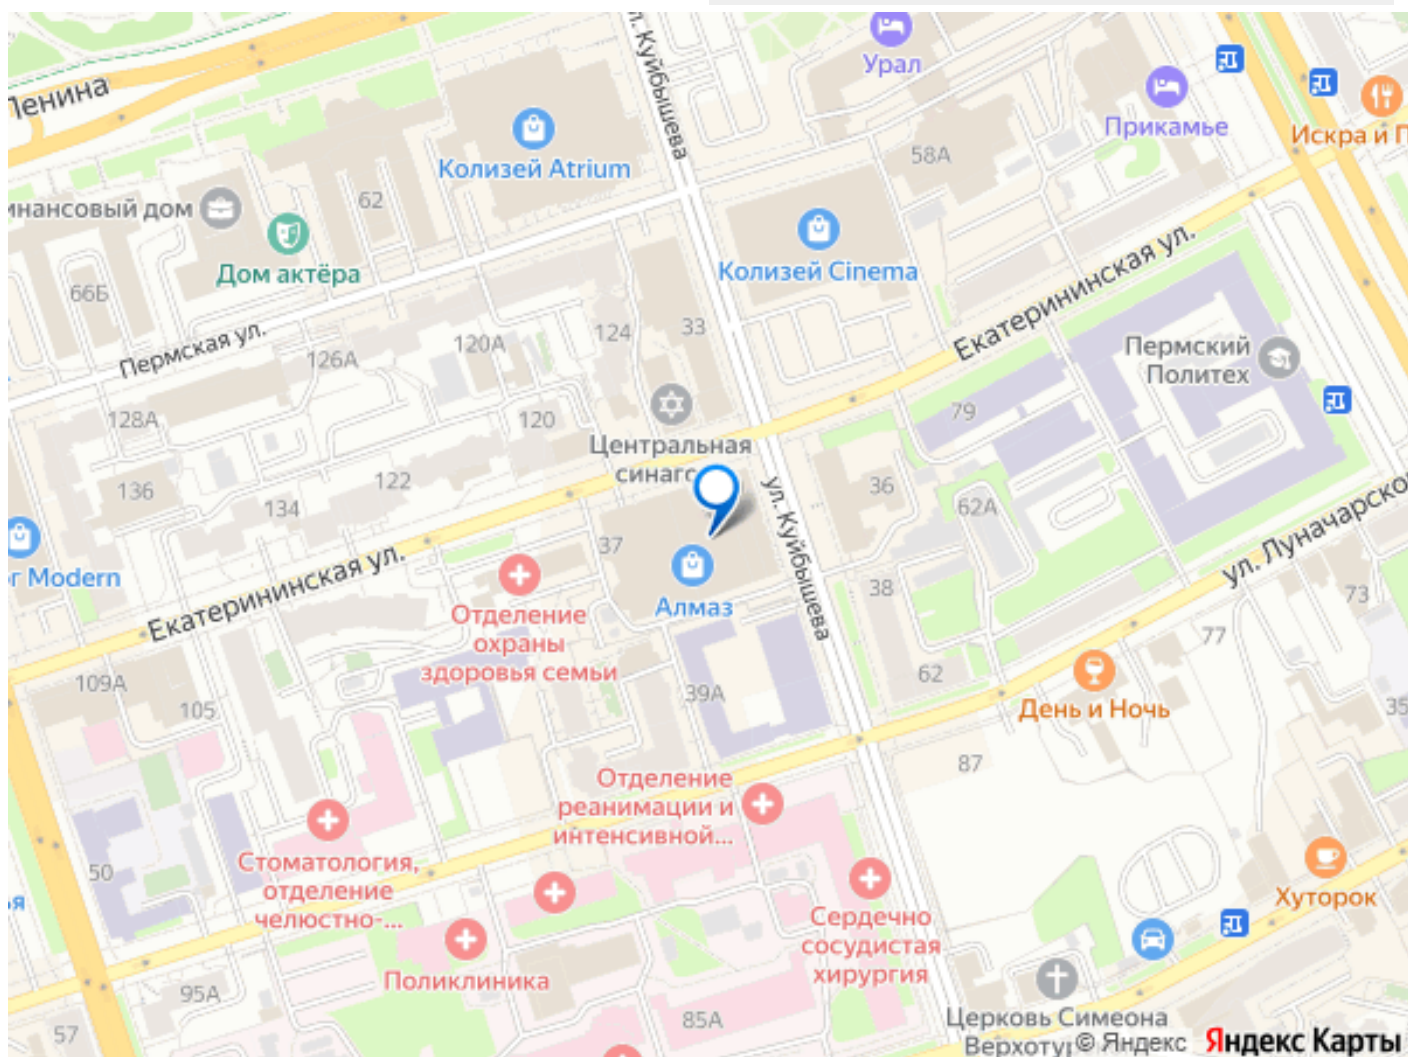 Ленина
ул. Куйбышева
Урал
Прикамье
Искра и П
Колизей Atrium
58А
инансовый дом
62
Дом актёра
Колизей Cinema
Екатерининская ул.
66Б
Пермская ул.
126А
120А
124
33
Пермский
Политех
128А
120
79
Центральная
синаго
136
134
122
36
62А
ул. Куйбышева
ул. Луначарско
ог Modern
Екатерининская ул.
37
Алмаз
38
73
77
Отделение
охраны
здоровья семьи
109А
105
39А
62
День и Ночь
35
87
Отделение
реанимации и
интенсивной...
50
Стоматология,
отделение
челюстно-...
ья
Хуторок
Сердечно
сосудистая
хирургия
Поликлиника
95А
57
85А
Церковь Симеона
Верхоту
© Яндекс
Яндекс Карты